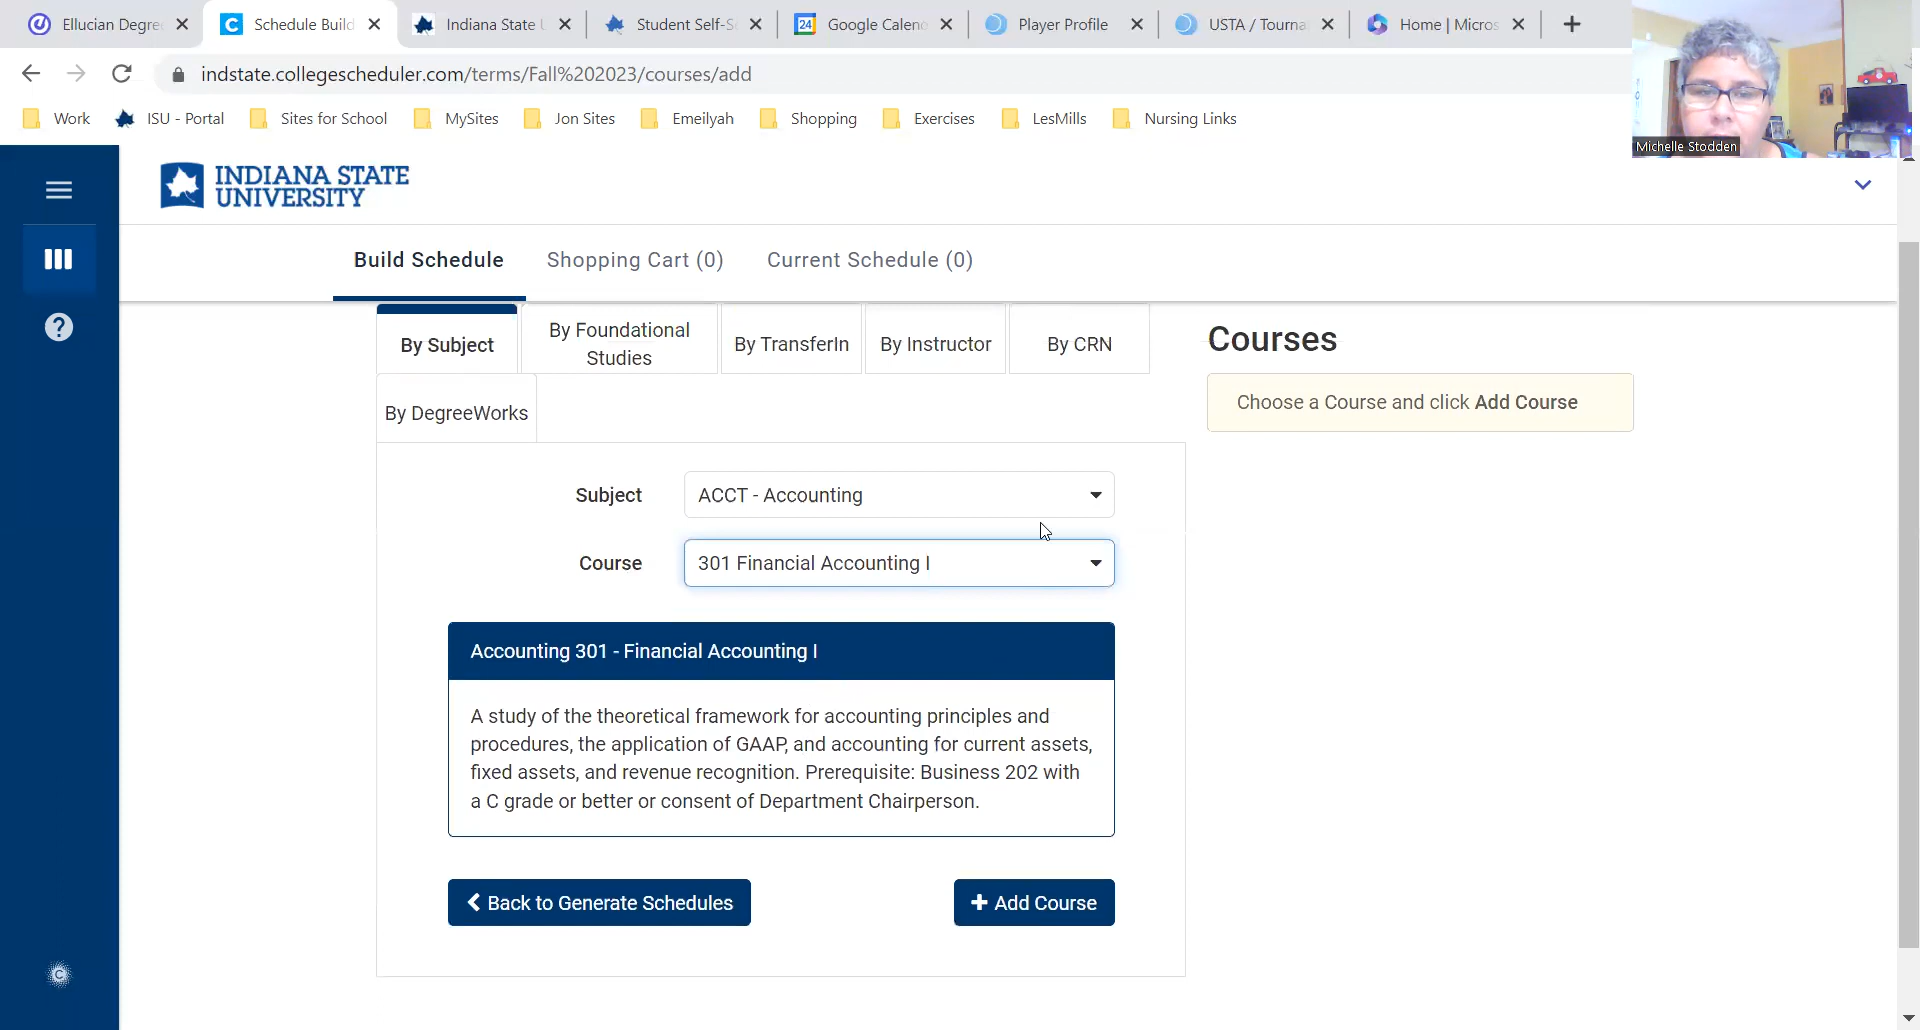 Ellucian Degre
Schedule Build
Indiana State U
Student Self-S
24
Google Calen
Player Profile
USTA / Tourna
Home | Micros
indstate.collegescheduler.com/terms/Fall%202023/courses/add
Work
ISU - Portal
Sites for School
MySites
Jon Sites
Emeilyah
Shopping
Exercises
LesMills
Nursing Links
Michelle Stodden
INDIANA STATE
UNIVERSITY
Build Schedule
Shopping Cart (0)
Current Schedule (0)
By Subject
By Foundational
Studies
By TransferIn
By Instructor
By CRN
By DegreeWorks
Courses
Choose a Course and click Add Course
Subject
ACCT - Accounting
Course
301 Financial Accounting I
Accounting 301 - Financial Accounting I
A study of the theoretical framework for accounting principles and
procedures, the application of GAAP, and accounting for current assets,
fixed assets, and revenue recognition. Prerequisite: Business 202 with
a C grade or better or consent of Department Chairperson.
Back to Generate Schedules
+ Add Course